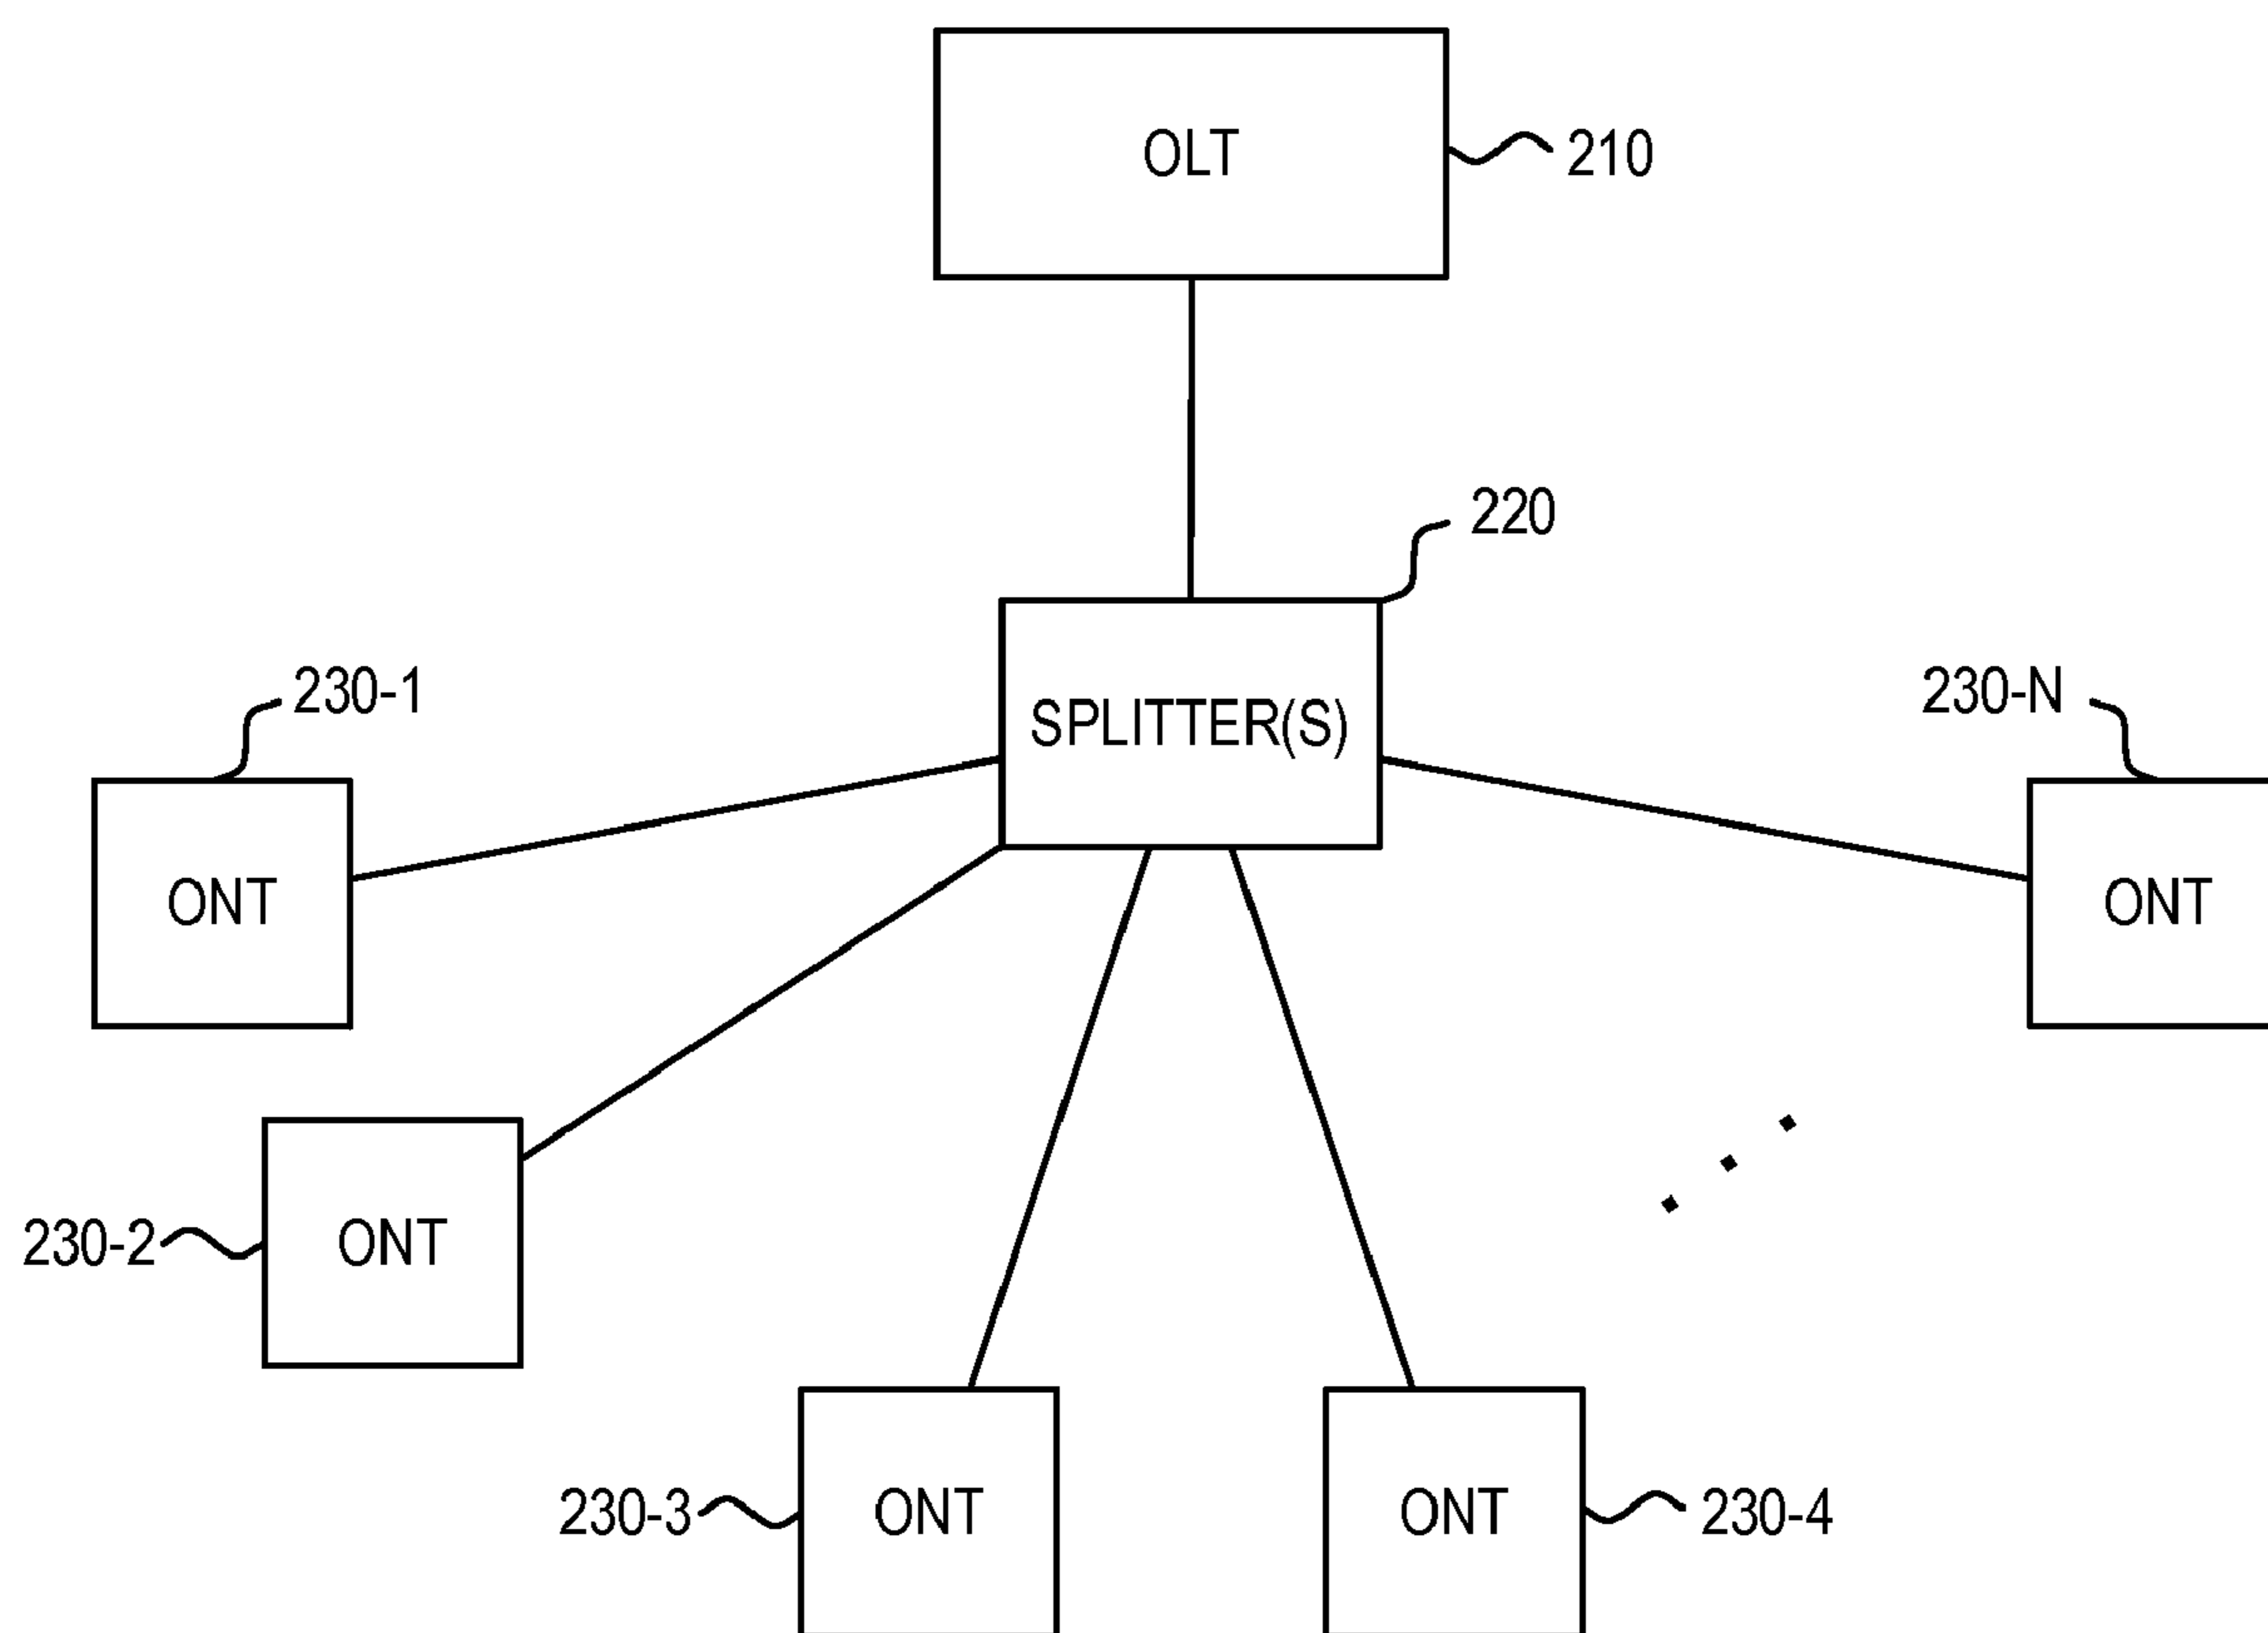 OLT
210
220
SPLITTER(S)
230-1
230-N
ONT
ONT
230-2
ONT
230-3
ONT
ONT
230-4